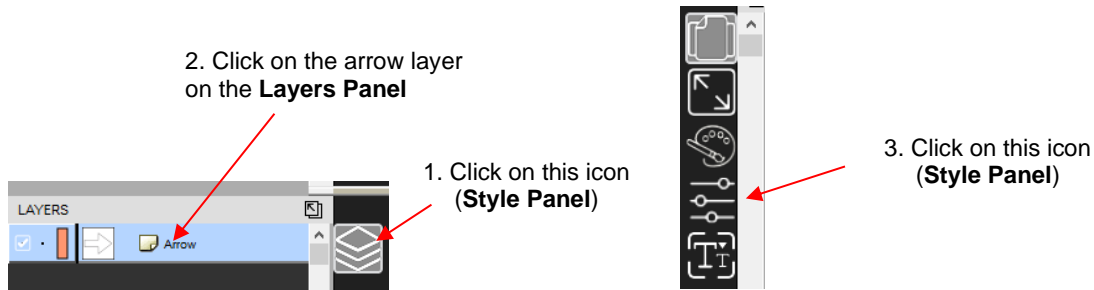 2. Click on the arrow layer
on the Layers Panel
1. Click on this icon
(Style Panel)
LAYERS
Arrow
3. Click on this icon
(Style Panel)
TT